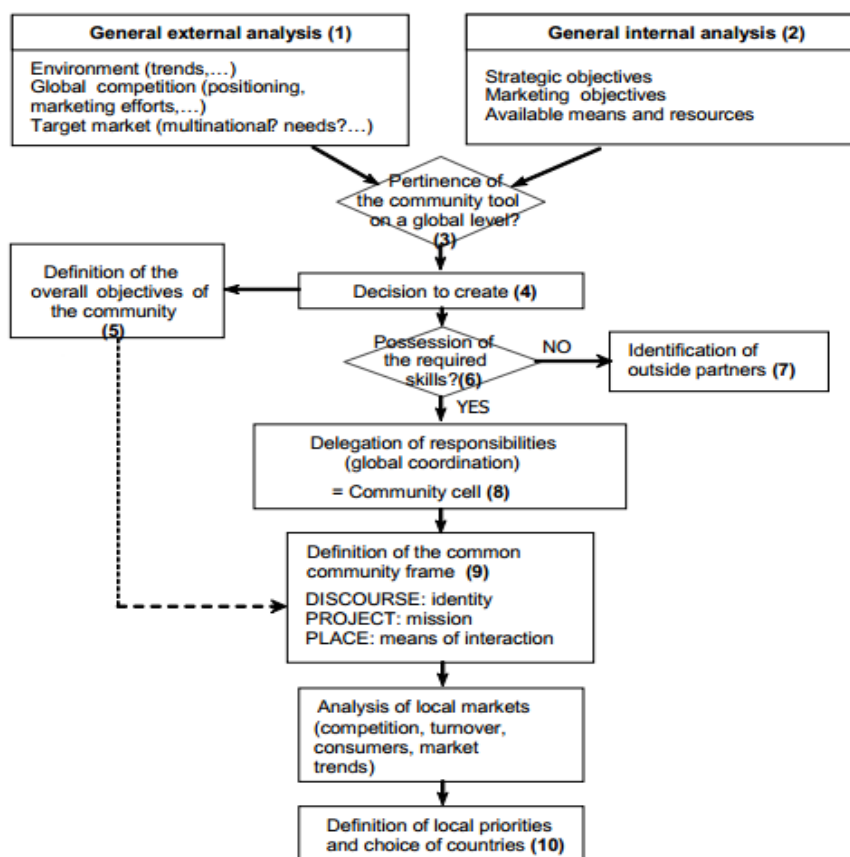 General external analysis (1)
Environment (trends,...)
Global competition (positioning,
marketing efforts,...)
Target market (multinational? needs?...)
General internal analysis (2)
Strategic objectives
Marketing objectives
Available means and resources
Pertinence of
the community tool
on a global level?
(3)
Definition of the
overall objectives of
the community
(5)
Decision to create (4)
Possession of
the required
skills?(6)
NO
Identification of
outside partners (7)
YES
Delegation of responsibilities
(global coordination)
= Community cell (8)
Definition of the common
community frame (9)
DISCOURSE: identity
PROJECT: mission
PLACE: means of interaction
Analysis of local markets
(competition, turnover,
consumers, market
trends)
Definition of local priorities
and choice of countries (10)